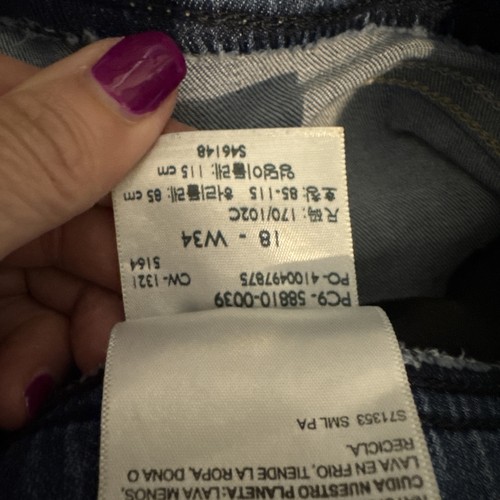 CUIDA NUESTRO PLANETA: LAVA MENOS,
LAVA EN FRIO, TIENDE LA ROPA, DONA O
RECICLA.
S71353 SML PA
PC9- 58810-0039
PO-4100497875 CW-1321
5164
18 - W34
尺码: 170/102C
호칭: 85-115 허리둘레: 85 cm
엉덩이둘레: 115 cm
S46148